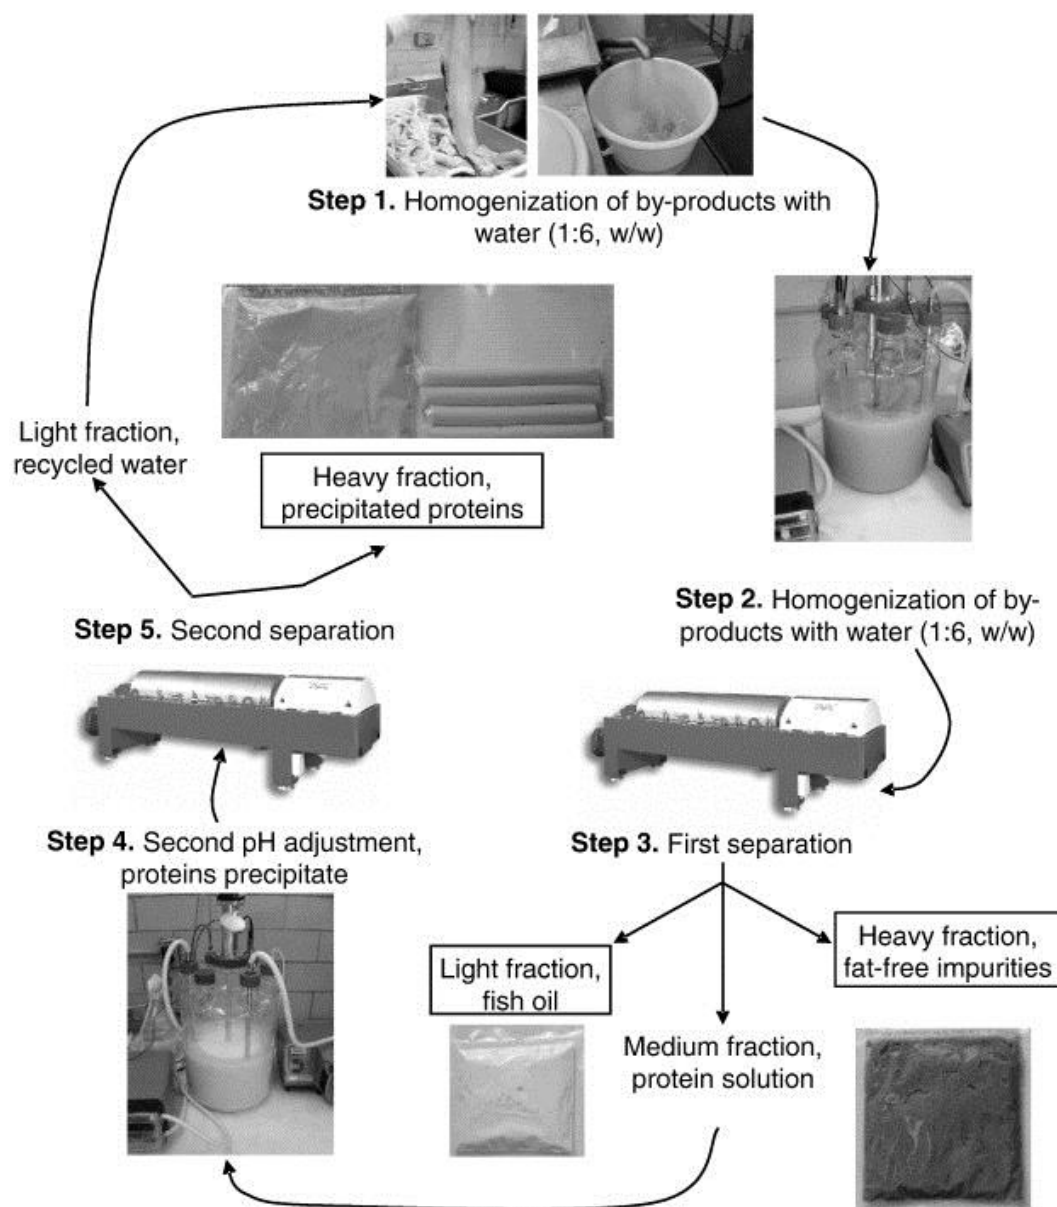 Step 1. Homogenization of by-products with
water (1:6, w/w)
Light fraction,
recycled water
Heavy fraction,
precipitated proteins
Step 2. Homogenization of by-
products with water (1:6, w/w)
Step 5. Second separation
Step 4. Second pH adjustment,
proteins precipitate
Step 3. First separation
Light fraction,
fish oil
Medium fraction,
protein solution
Heavy fraction,
fat-free impurities